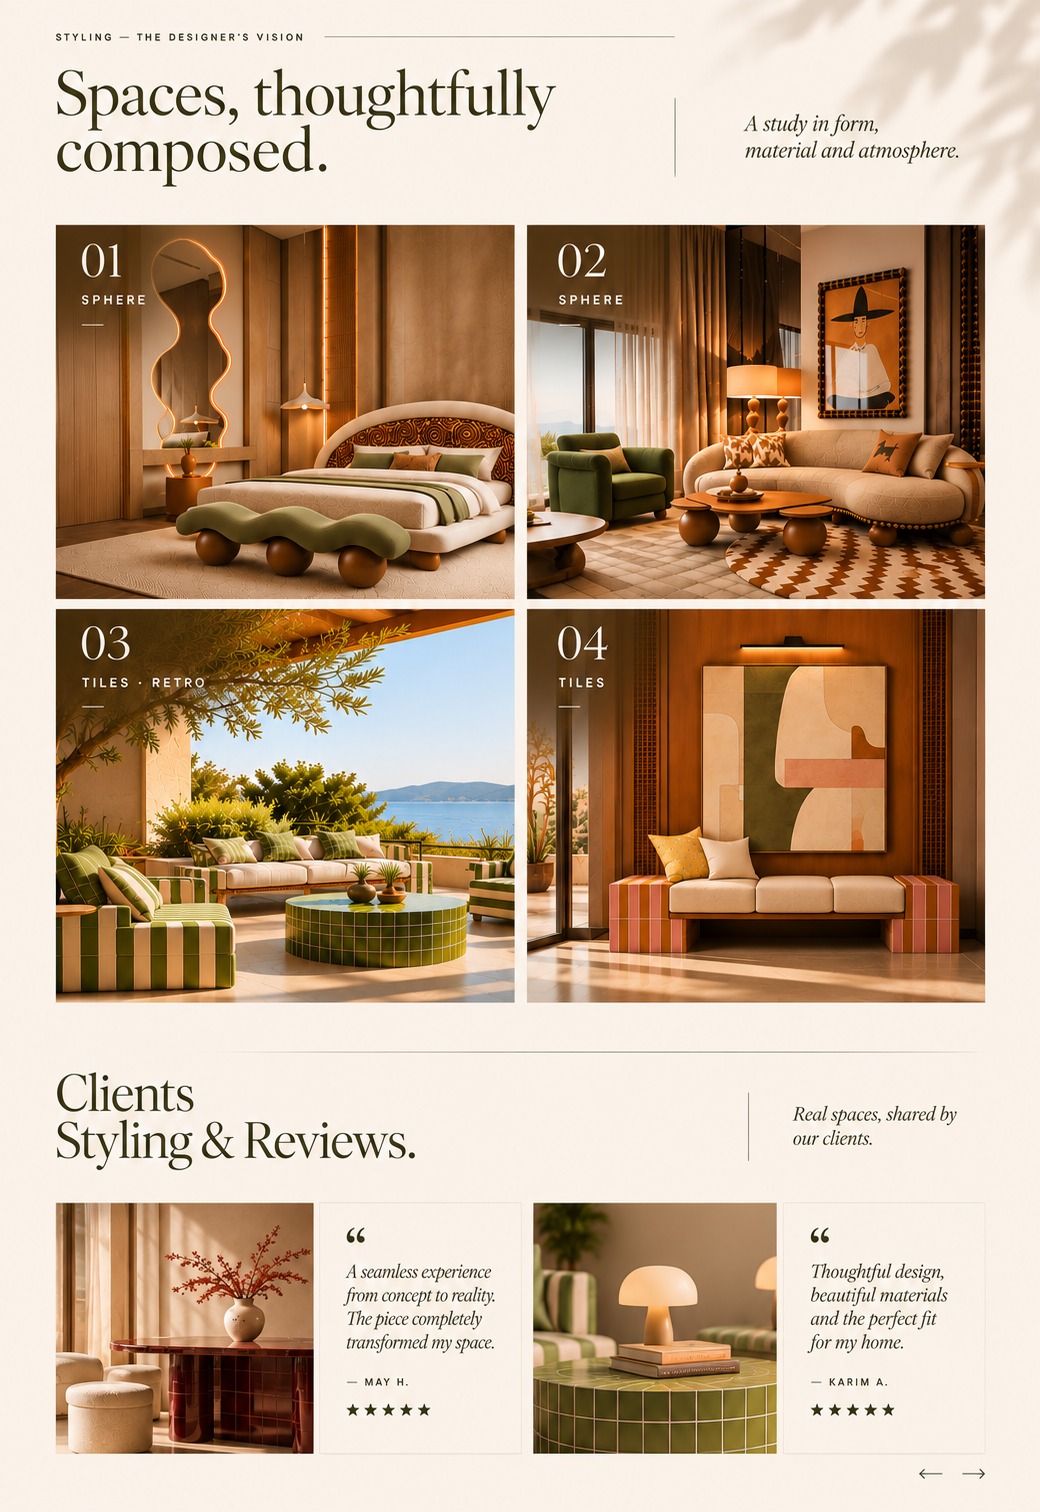 STYLING — THE DESIGNER'S VISION
Spaces, thoughtfully
composed.
A study in form,
material and atmosphere.
01
SPHERE
02
SPHERE
03
TILES · RETRO
04
TILES
Clients
Styling & Reviews.
Real spaces, shared by
our clients.
“
A seamless experience
from concept to reality.
The piece completely
transformed my space.
— MAY H.
★★★★★
“
Thoughtful design,
beautiful materials
and the perfect fit
for my home.
— KARIM A.
★★★★★
← →